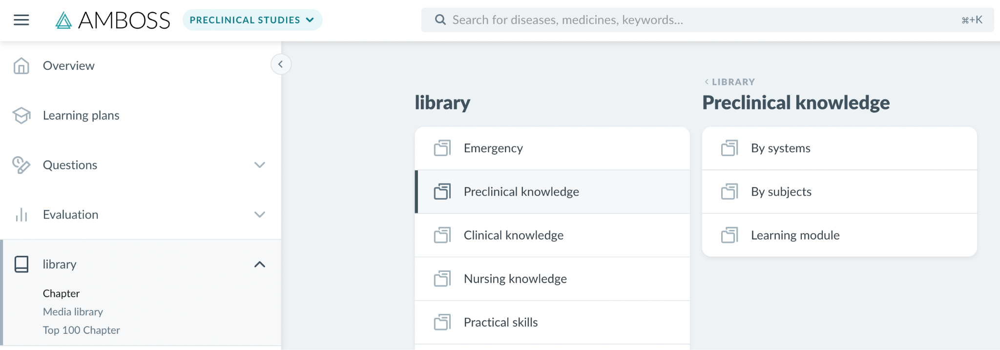 AMBOSS
PRECLINICAL STUDIES
Search for diseases, medicines, keywords...
⌘+K
Overview
Learning plans
Questions
Evaluation
library
Chapter
Media library
Top 100 Chapter
library
Emergency
Preclinical knowledge
Clinical knowledge
Nursing knowledge
Practical skills
< LIBRARY
Preclinical knowledge
By systems
By subjects
Learning module